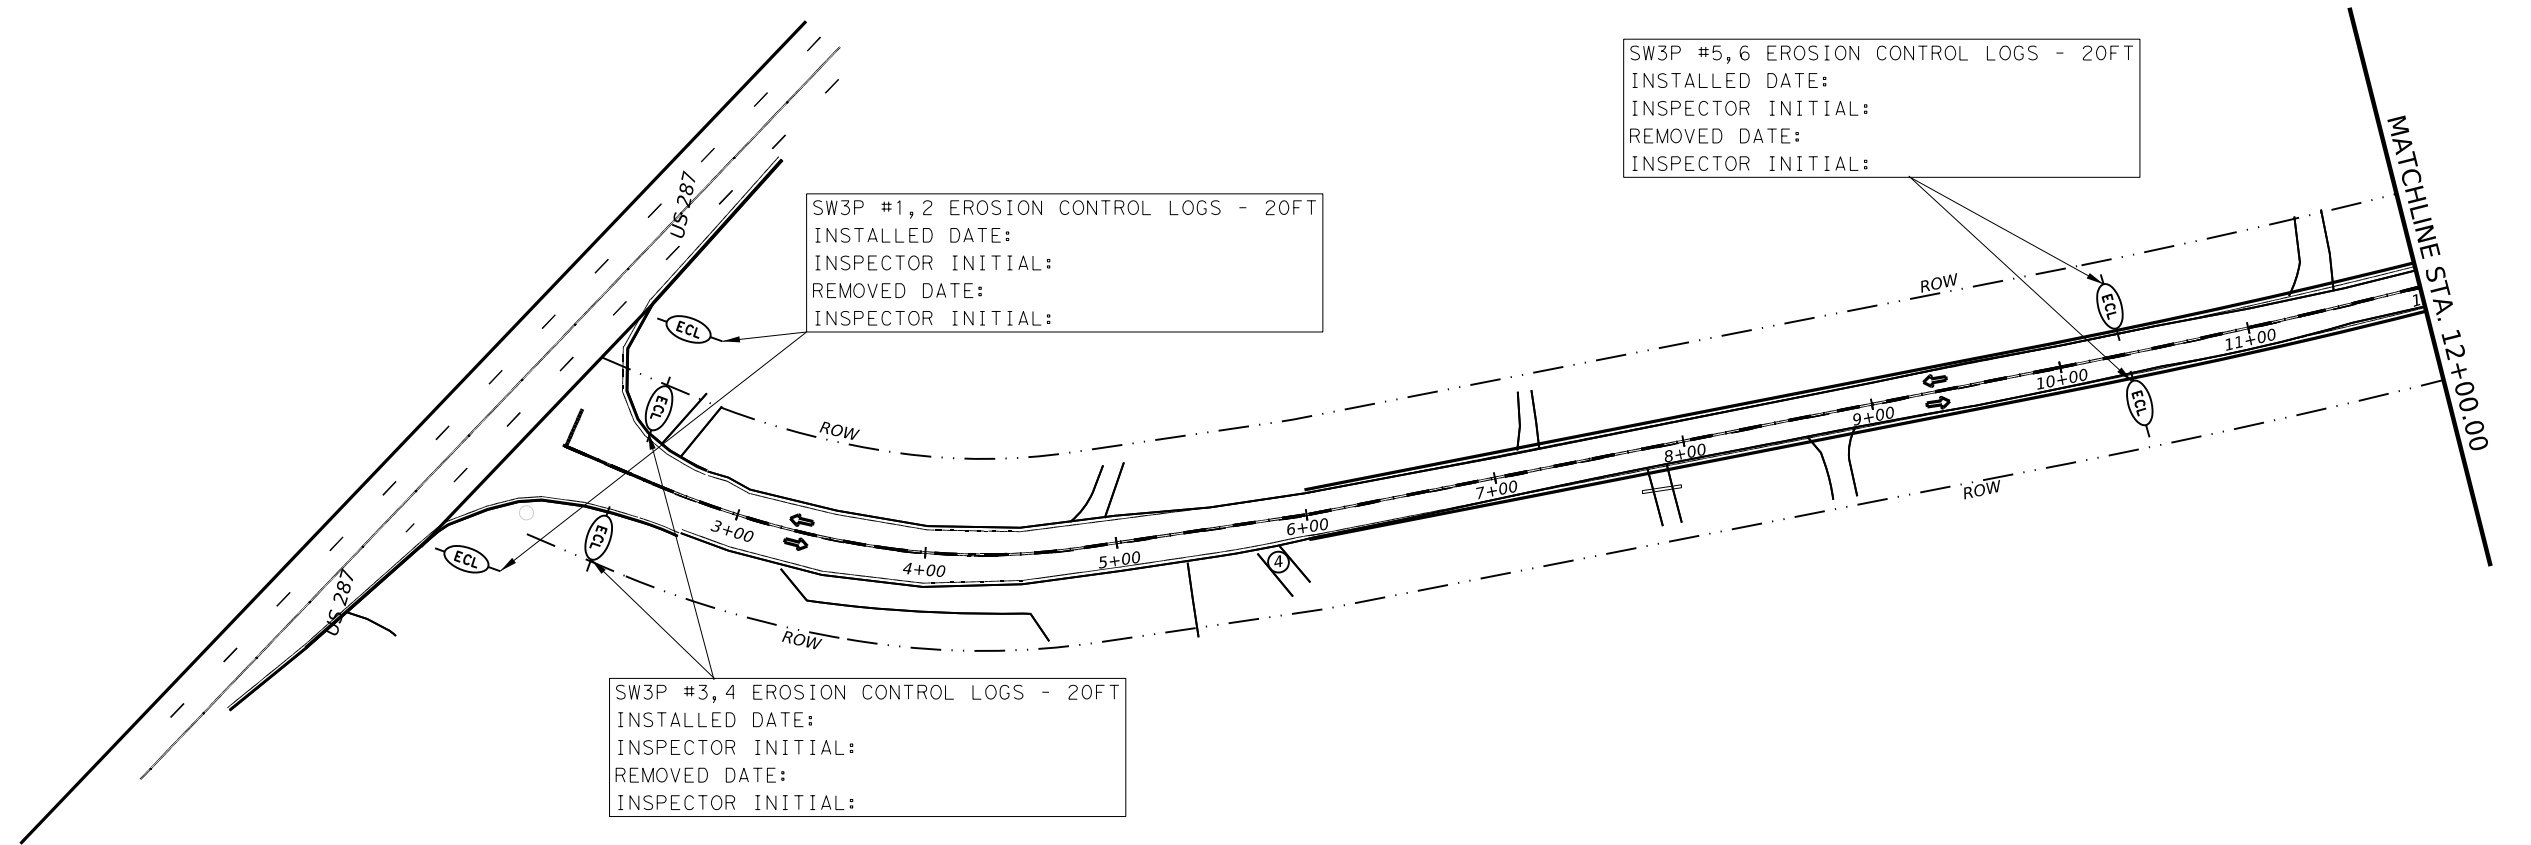 SW3P #5,6 EROSION CONTROL LOGS - 20FT
INSTALLED DATE:
INSPECTOR INITIAL:
REMOVED DATE:
INSPECTOR INITIAL:
MATCHLINE STA. 12+00.00
US 287
SW3P #1,2 EROSION CONTROL LOGS - 20FT
INSTALLED DATE:
INSPECTOR INITIAL:
REMOVED DATE:
INSPECTOR INITIAL:
ROW
ECL
ECL
1
11+00
ECL
10+00
ECL
ECL
9+00
ROW
8+00
7+00
ROW
3+00
6+00
ECL
ECL
5+00
4
4+00
US 287
ROW
SW3P #3,4 EROSION CONTROL LOGS - 20FT
INSTALLED DATE:
INSPECTOR INITIAL:
REMOVED DATE:
INSPECTOR INITIAL: